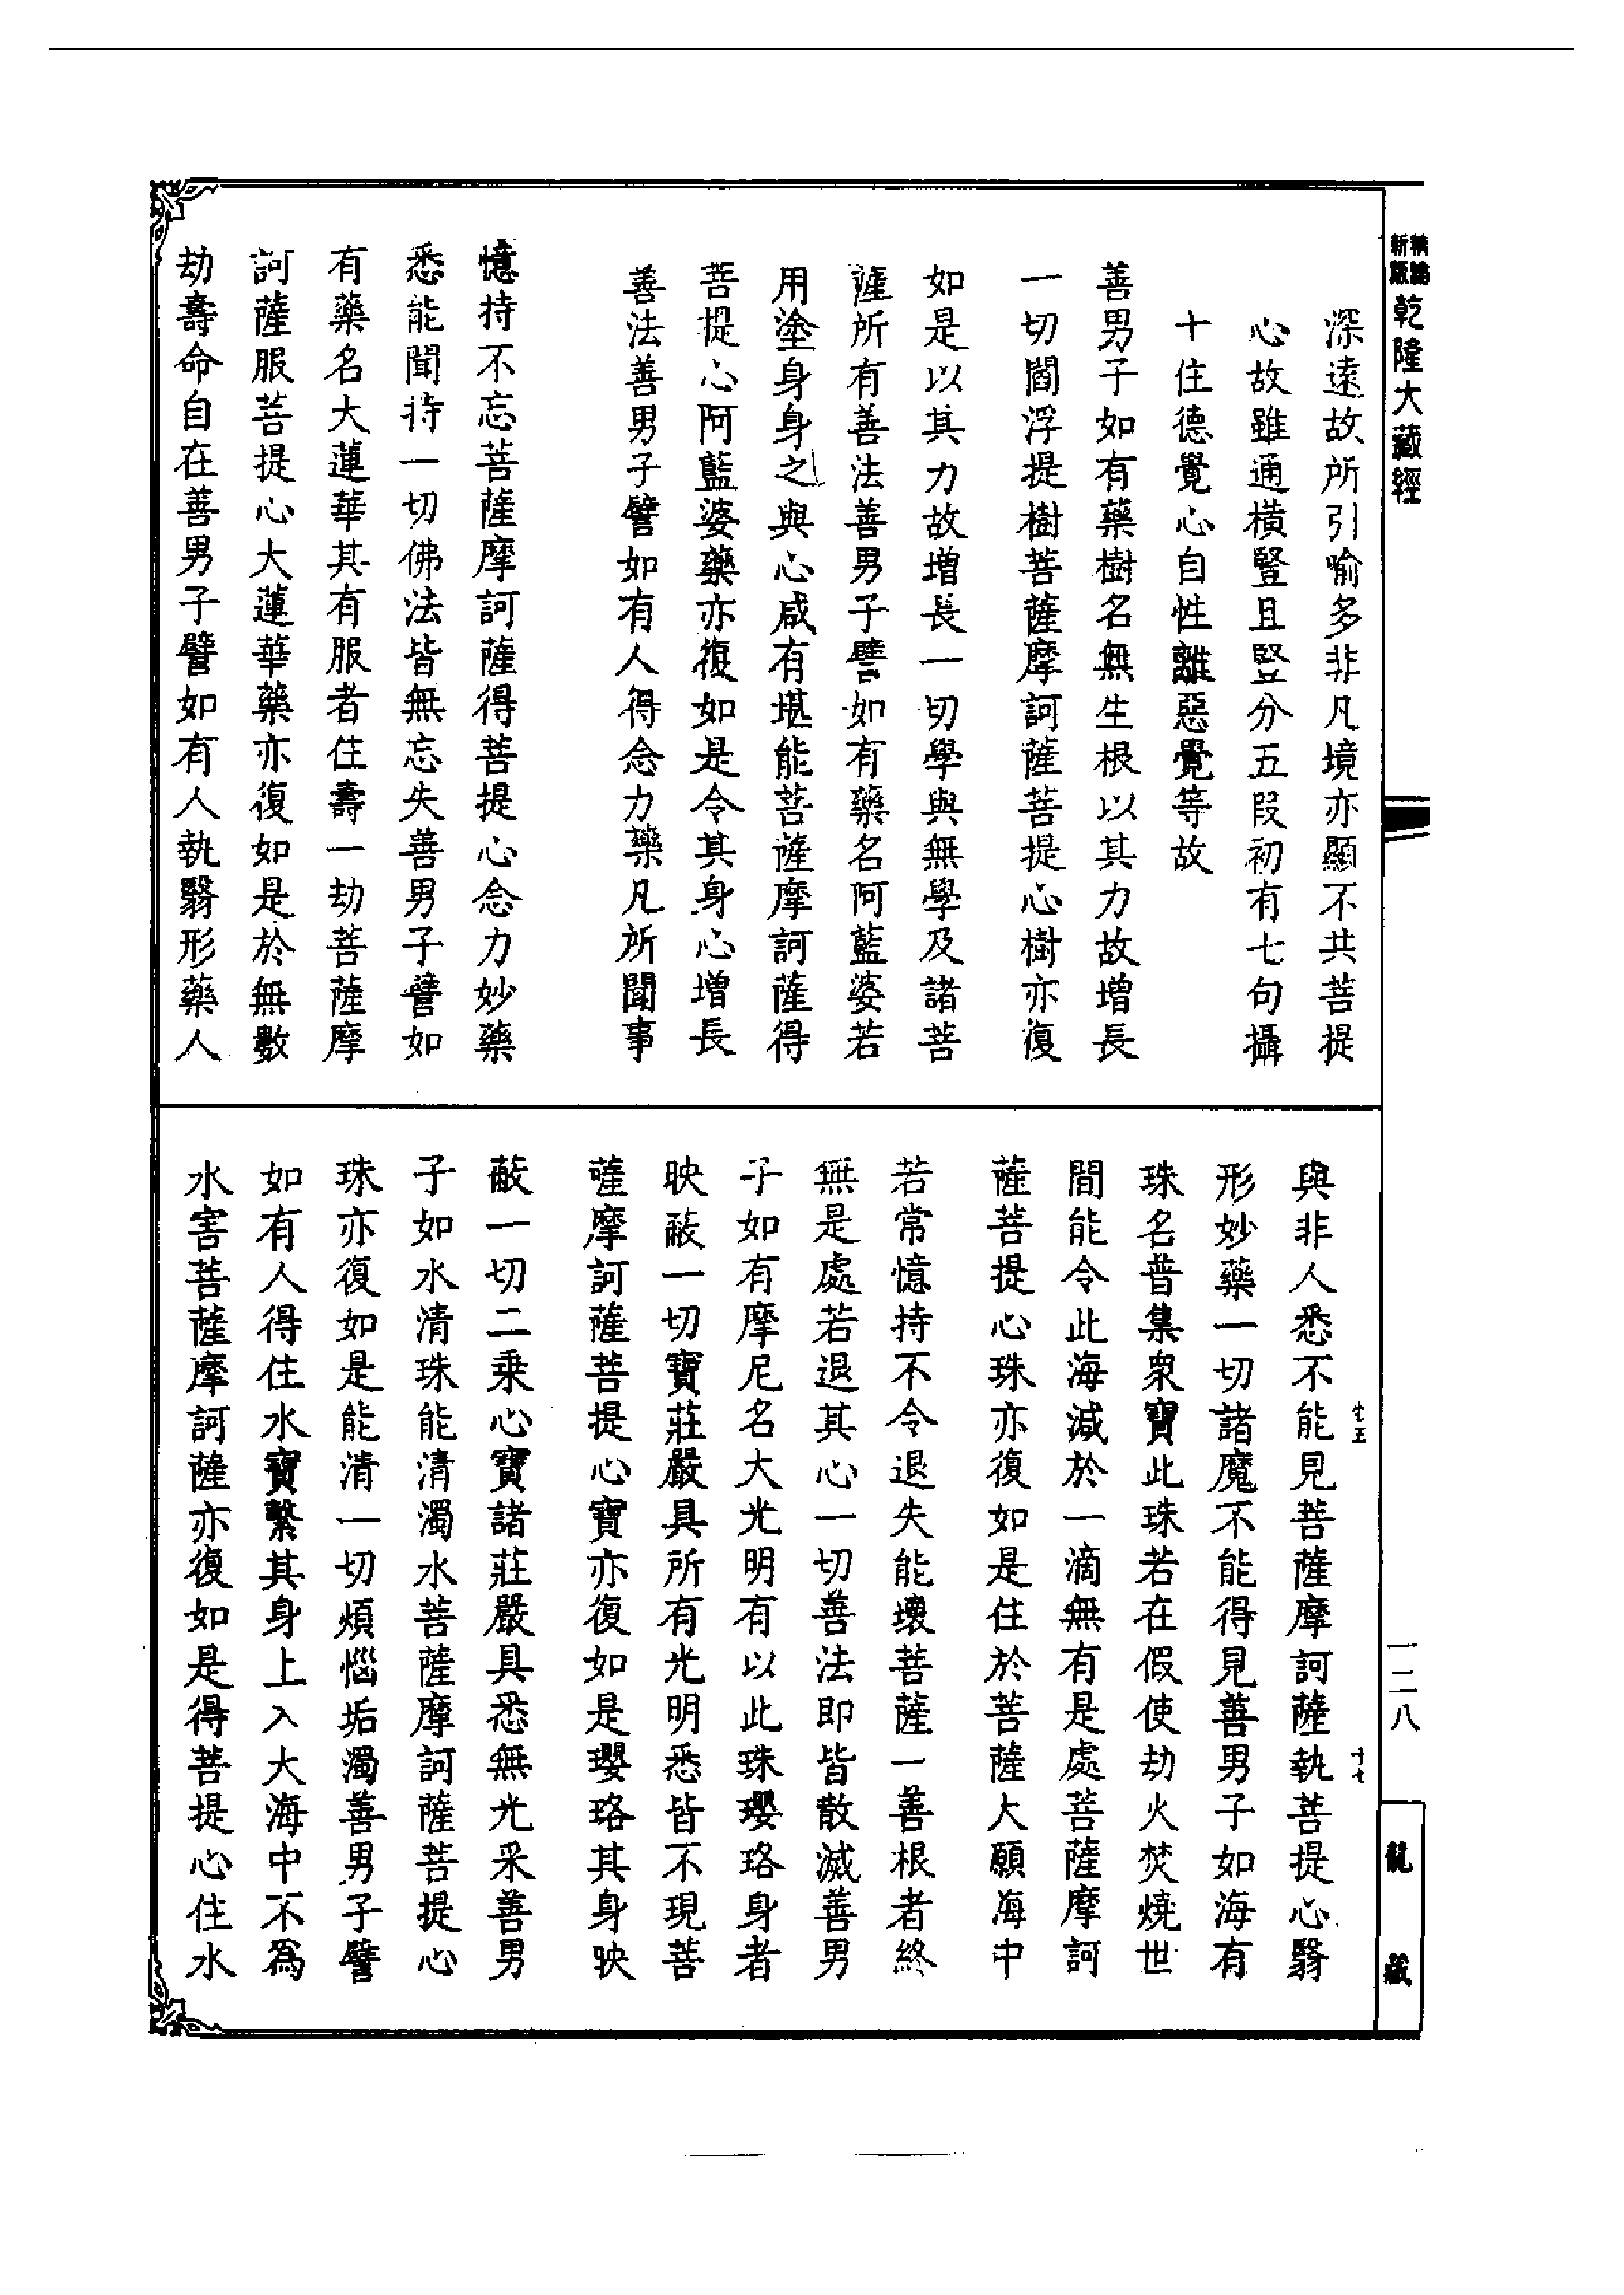 新編
縮版
乾隆大藏經
深遠故所引喻多非凡境亦顯不共菩提
心故雖通橫豎且豎分五段初有七句攝
十住德覺心自性離惡覺等故
善男子如有藥樹名無生根以其力故增長
一切閻浮提樹菩薩摩訶薩菩提心樹亦復
如是以其力故增長一切學與無學及諸菩
薩所有善法善男子譬如有藥名阿藍婆若
用塗身身之與心咸有堪能菩薩摩訶薩得
菩提心阿藍婆藥亦復如是令其身心增長
善法善男子譬如有人得念力藥凡所聞事
憶持不忘菩薩摩訶薩得菩提心念力妙藥
悉能聞持一切佛法皆無忘失善男子譬如
有藥名大蓮華其有服者住壽一劫菩薩摩
訶薩服菩提心大蓮華藥亦復如是於無數
劫壽命自在善男子譬如有人執翳形藥人
與非人悉不能見菩薩摩訶薩執菩提心翳
形妙藥一切諸魔不能得見善男子如海有
珠名普集眾寶此珠若在假使劫火焚燒世
間能令此海減於一滴無有是處菩薩摩訶
薩菩提心珠亦復如是住於菩薩大願海中
若常憶持不令退失能壞菩薩一善根者終
無是處若退其心一切善法即皆散滅善男
子如有摩尼名大光明有以此珠瓔珞身者
映蔽一切寶莊嚴具所有光明悉皆不現菩
薩摩訶薩菩提心寶亦復如是瓔珞其身映
蔽一切二乘心寶諸莊嚴具悉無光采善男
子如水清珠能清濁水菩薩摩訶薩菩提心
珠亦復如是能清一切煩惱垢濁善男子譬
如有人得住水寶繫其身上入大海中不為
水害菩薩摩訶薩亦復如是得菩提心住水
一二八
十七
龍藏